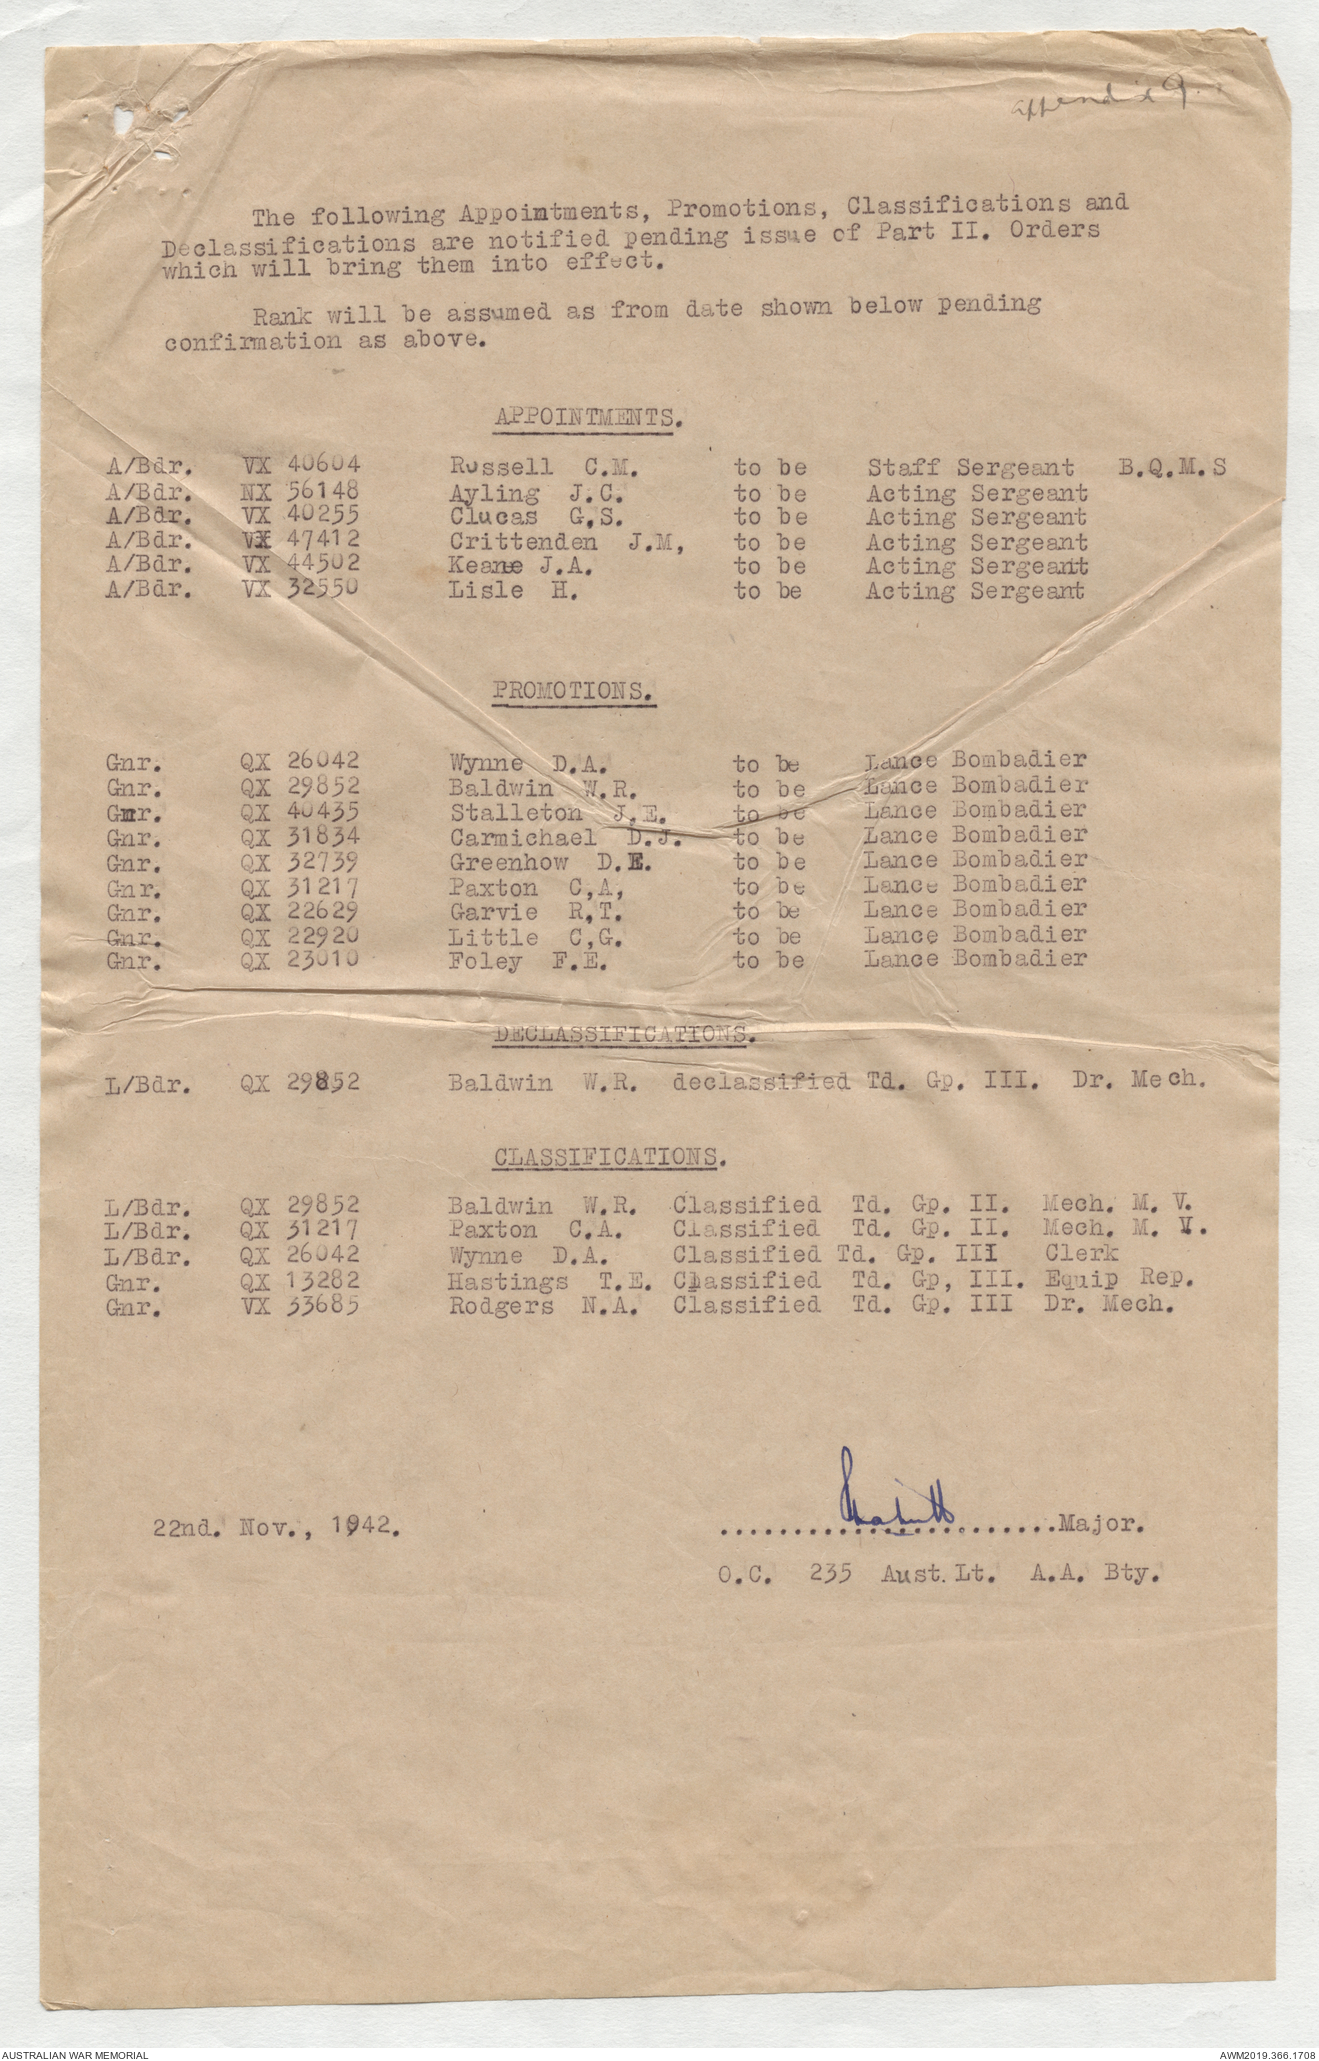 appendix 9.
The following Appointments, Promotions, Classifications and
Declassifications are notified pending issue of Part II. Orders
which will bring them into effect.
Rank will be assumed as from date shown below pending
confirmation as above.
APPOINTMENTS.
A/Bdr. VX 40604 Russell C.M. to be Staff Sergeant B.Q.M.S
A/Bdr. NX 56148 Ayling J.C. to be Acting Sergeant
A/Bdr. VX 40255 Clucas G,S. to be Acting Sergeant
A/Bdr. VX 47412 Crittenden J.M, to be Acting Sergeant
A/Bdr. VX 44502 Keane J.A. to be Acting Sergeant
A/Bdr. VX 32550 Lisle H. to be Acting Sergeant
PROMOTIONS.
Gnr. QX 26042 Wynne D.A. to be Lance Bombadier
Gnr. QX 29852 Baldwin W.R. to be Lance Bombadier
Gnr. QX 40435 Stalleton J.E. to be Lance Bombadier
Gnr. QX 31834 Carmichael D.J. to be Lance Bombadier
Gnr. QX 32739 Greenhow D.E. to be Lance Bombadier
Gnr. QX 31217 Paxton C,A, to be Lance Bombadier
Gnr. QX 22629 Garvie R,T. to be Lance Bombadier
Gnr. QX 22920 Little C,G. to be Lance Bombadier
Gnr. QX 23010 Foley F.E. to be Lance Bombadier
DECLASSIFICATIONS.
L/Bdr. QX 29852 Baldwin W.R. declassified Td. Gp. III. Dr. Mech.
CLASSIFICATIONS.
L/Bdr. QX 29852 Baldwin W.R. Classified Td. Gp. II. Mech. M. V.
L/Bdr. QX 31217 Paxton C.A. Classified Td. Gp. II. Mech. M. V.
L/Bdr. QX 26042 Wynne D.A. Classified Td. Gp. III Clerk
Gnr. QX 13282 Hastings T.E. Classified Td. Gp, III. Equip Rep.
Gnr. VX 33685 Rodgers N.A. Classified Td. Gp. III Dr. Mech.
22nd. Nov., 1942. .......................Major.
O.C. 235 Aust. Lt. A.A. Bty.
AUSTRALIAN WAR MEMORIAL AWM2019.366.1708